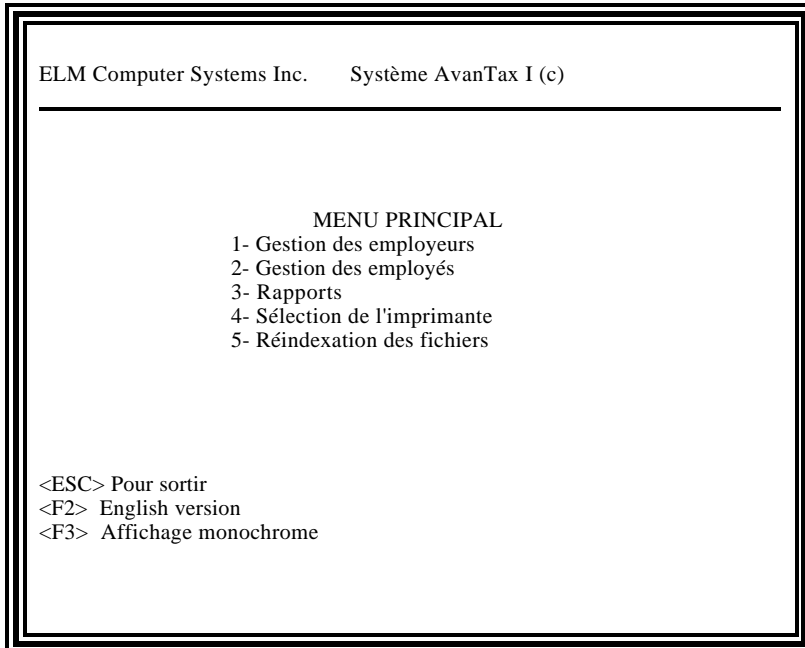 ELM Computer Systems Inc. Système AvanTax I (c)
MENU PRINCIPAL
1- Gestion des employeurs
2- Gestion des employés
3- Rapports
4- Sélection de l'imprimante
5- Réindexation des fichiers
<ESC> Pour sortir
<F2> English version
<F3> Affichage monochrome